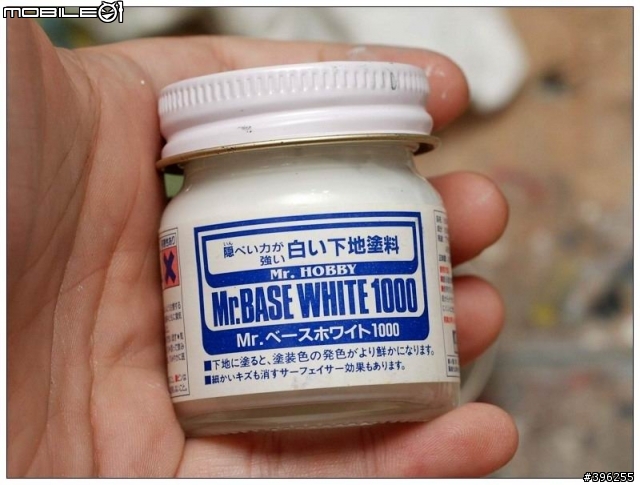 MOBILE01
隠ぺい力が
強い
白い下地塗料
いん
Mr. HOBBY
Mr.BASE WHITE 1000
Mr.ベースホワイト1000
■下地に塗ると、塗装色の発色がより鮮かになります。
■細かいキズも消すサーフェイサー効果もあります。
#396255